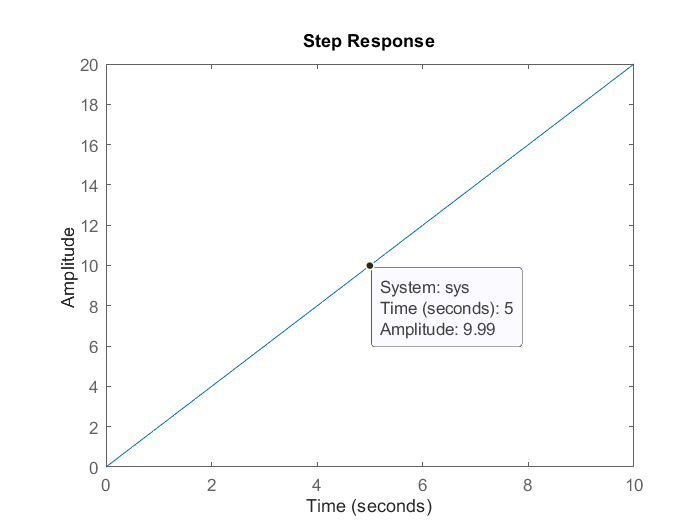 Step Response
20
18
16
14
12
10
8
6
4
2
0
Amplitude
System: sys
Time (seconds): 5
Amplitude: 9.99
0 2 4 6 8 10
Time (seconds)